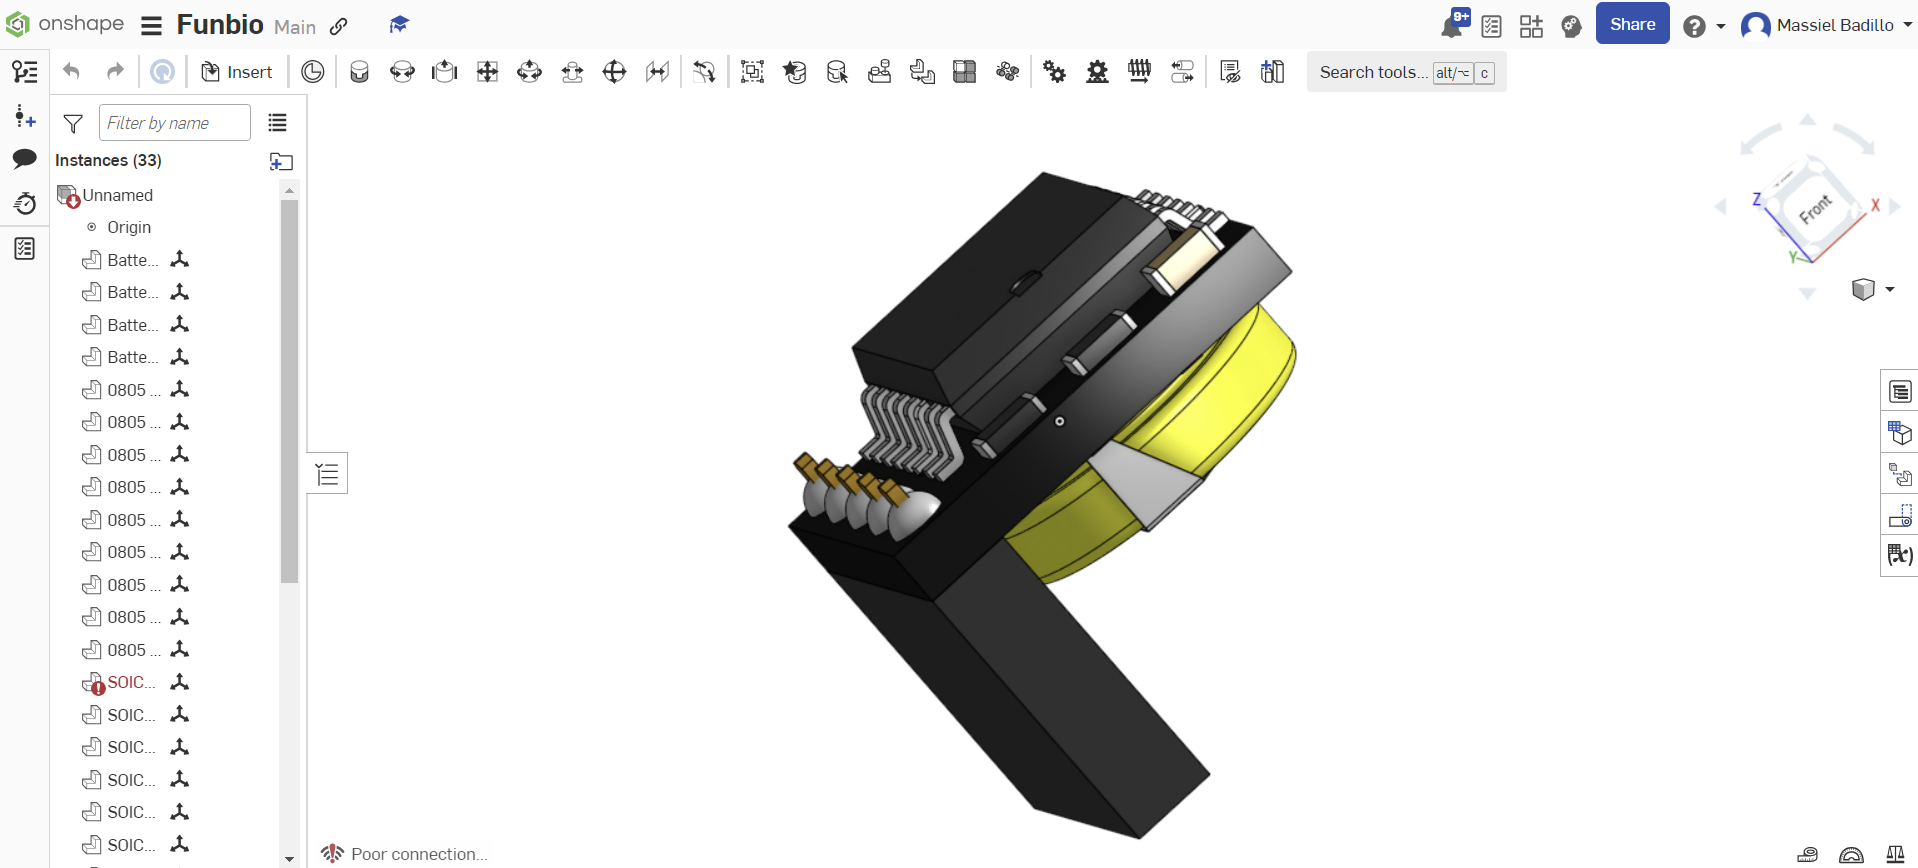 onshape Funbio Main 9+ Share ? Massiel Badillo
Insert Search tools... alt/⌥ c
Filter by name
Instances (33)
Unnamed
Origin
Batte...
Batte...
Batte...
Batte...
0805 ...
0805 ...
0805 ...
0805 ...
0805 ...
0805 ...
0805 ...
0805 ...
0805 ...
SOIC...
SOIC...
SOIC...
SOIC...
SOIC...
SOIC...
Z Front X
Y
(x)
Poor connection...